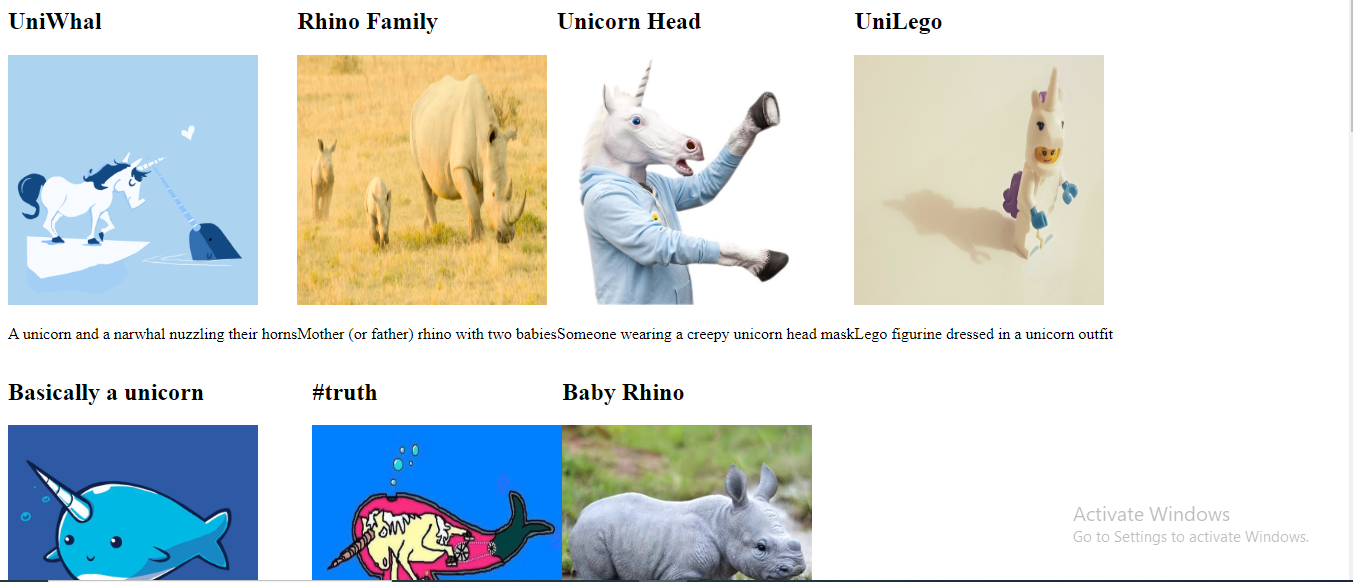 UniWhal Rhino Family Unicorn Head UniLego
A unicorn and a narwhal nuzzling their hornsMother (or father) rhino with two babiesSomeone wearing a creepy unicorn head maskLego figurine dressed in a unicorn outfit
Basically a unicorn #truth Baby Rhino
Activate Windows
Go to Settings to activate Windows.